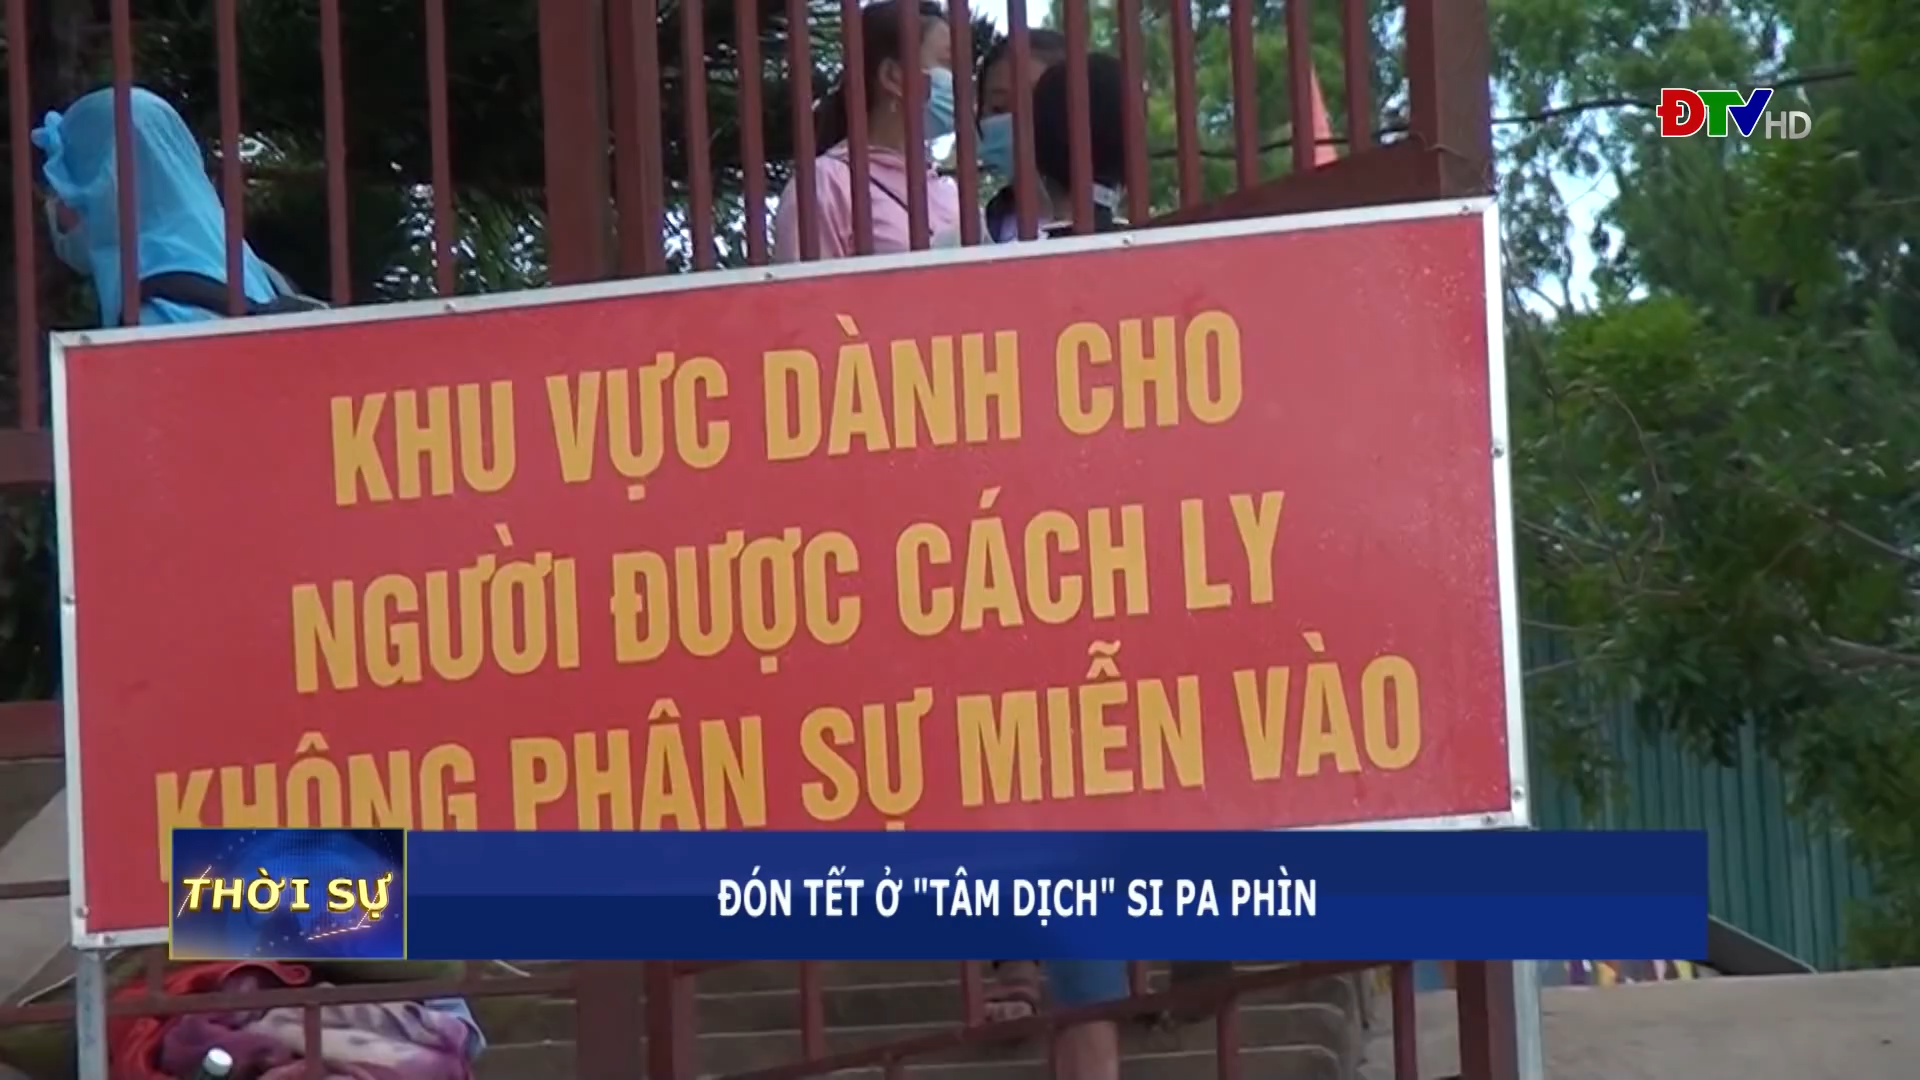 ĐTV HD
KHU VỰC DÀNH CHO
NGƯỜI ĐƯỢC CÁCH LY
KHÔNG PHẬN SỰ MIỄN VÀO
THỜI SỰ
ĐÓN TẾT Ở "TÂM DỊCH" SI PA PHÌN